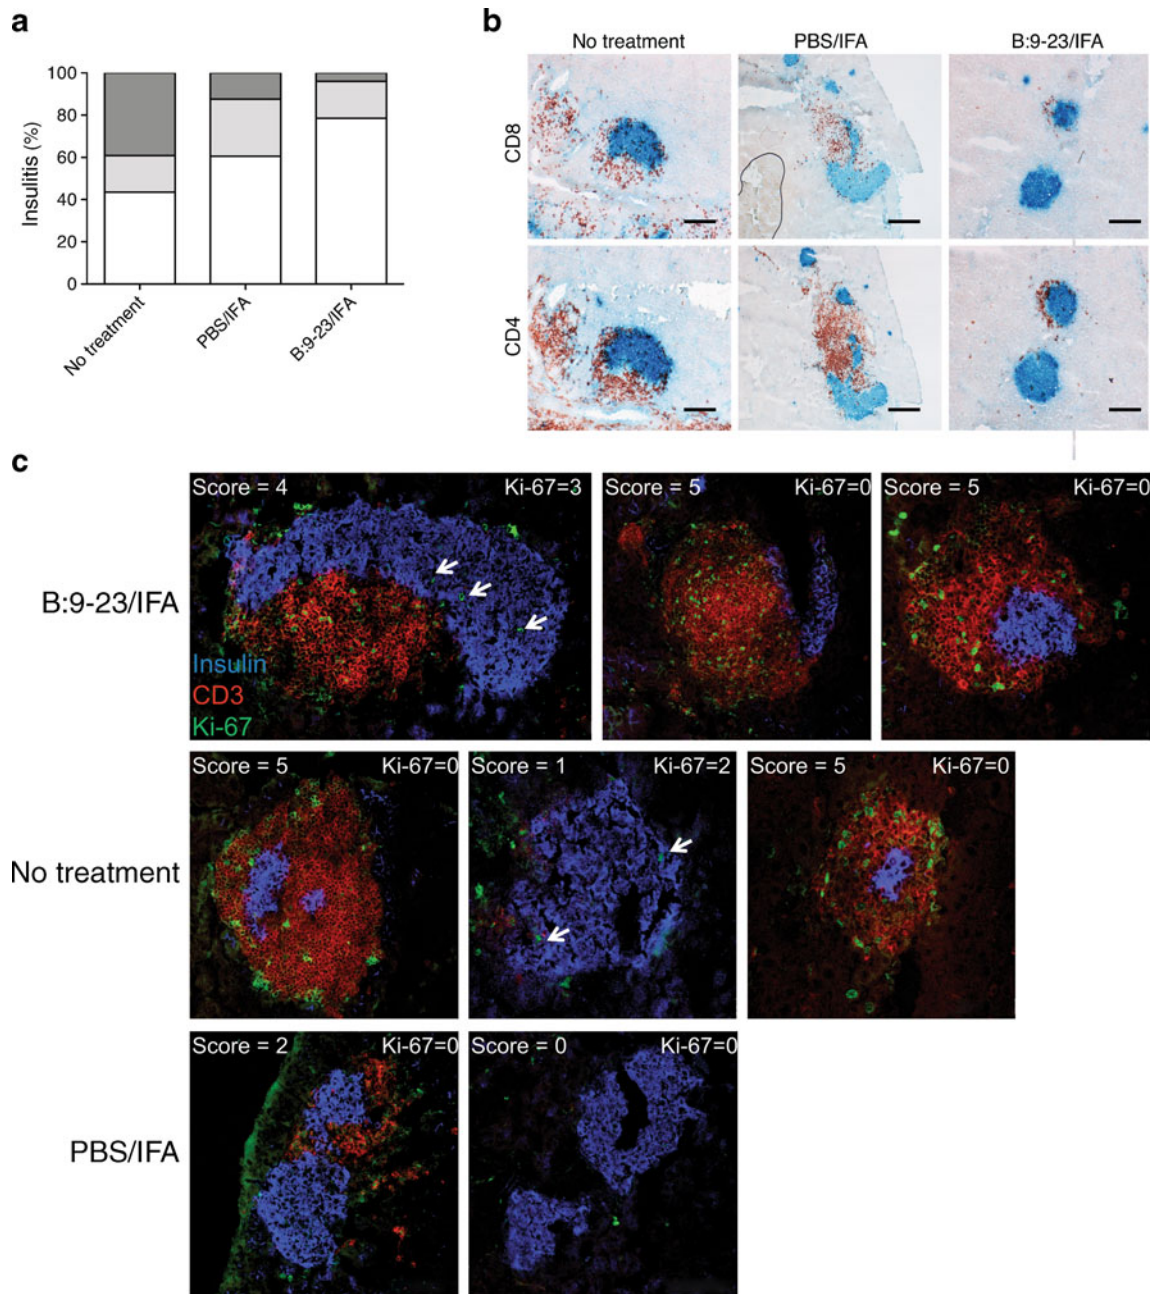 a
100
80
60
40
20
0
Insulitis (%)
No treatment
PBS/IFA
B:9-23/IFA
b
No treatment PBS/IFA B:9-23/IFA
CD8
CD4
c
B:9-23/IFA
Score = 4 Ki-67=3
Insulin
CD3
Ki-67
Score = 5 Ki-67=0
Score = 5 Ki-67=0
No treatment
Score = 5 Ki-67=0
Score = 1 Ki-67=2
Score = 5 Ki-67=0
PBS/IFA
Score = 2 Ki-67=0
Score = 0 Ki-67=0